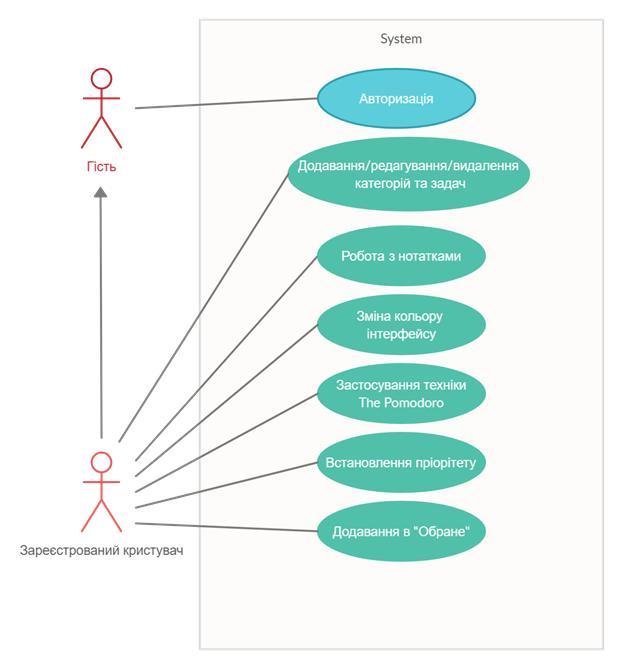 System
Авторизація
Гість
Додавання/редагування/видалення
категорій та задач
Робота з нотатками
Зміна кольору
інтерфейсу
Застосування техніки
The Pomodoro
Встановлення пріорітету
Додавання в "Обране"
Зареєстрований кристувач